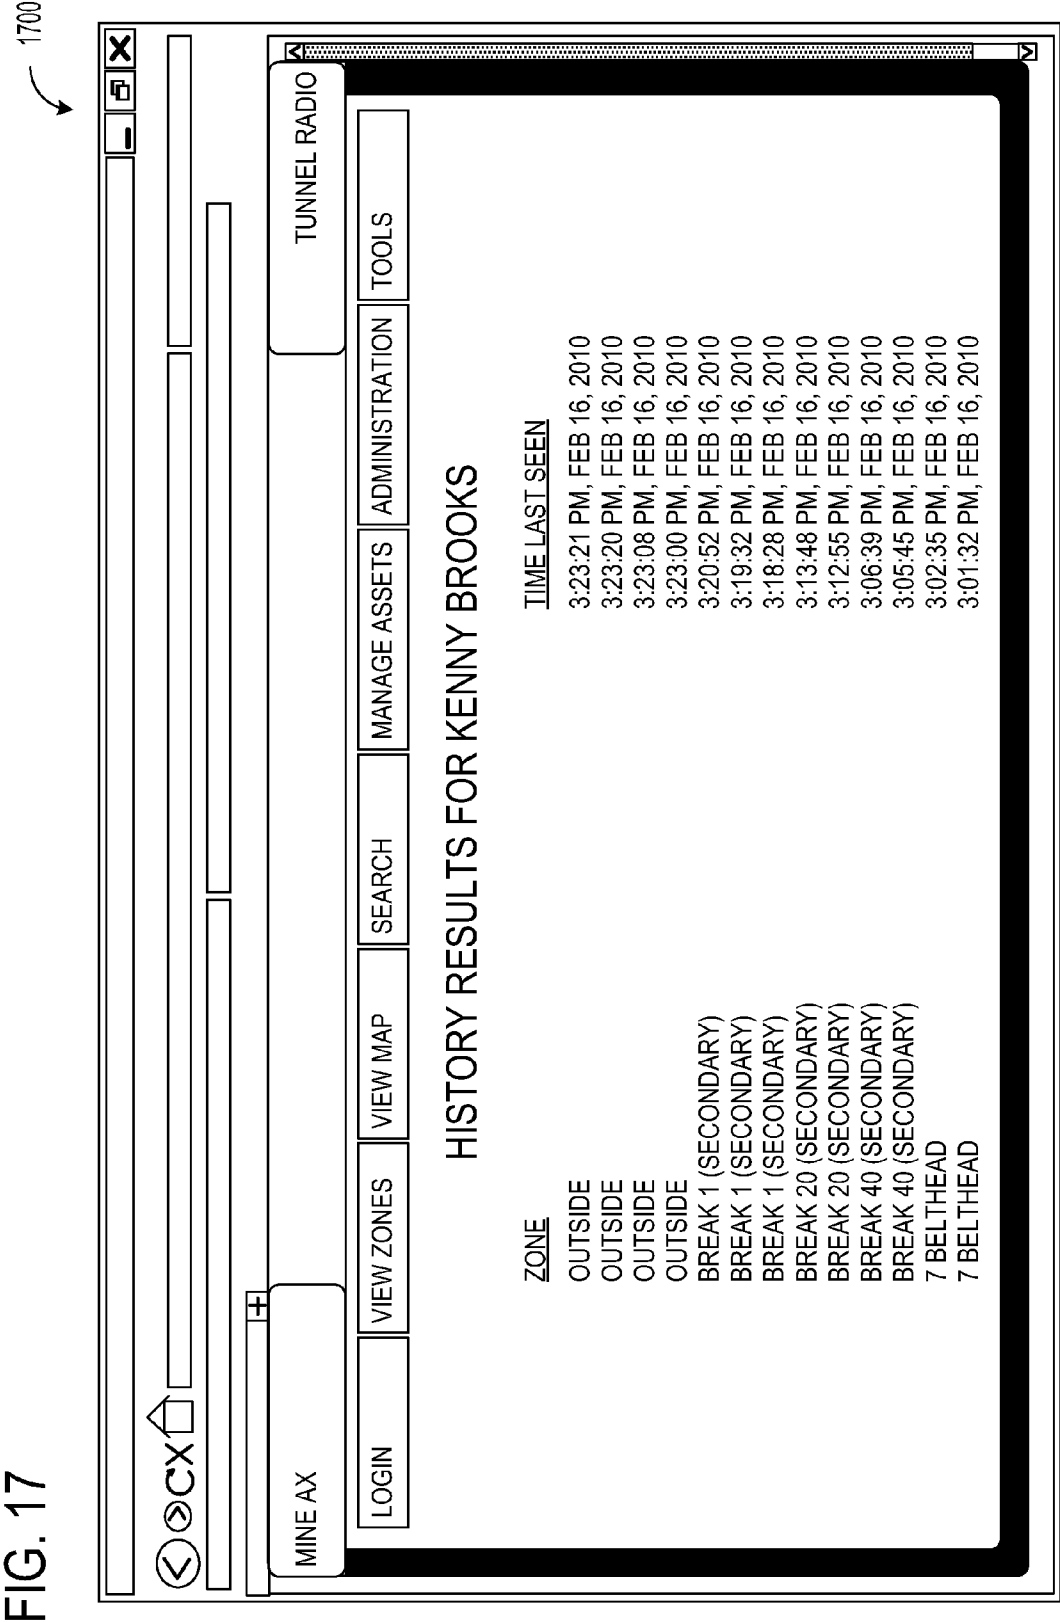 FIG. 17
1700
MINE AX
TUNNEL RADIO
LOGIN VIEW ZONES VIEW MAP SEARCH MANAGE ASSETS ADMINISTRATION TOOLS
HISTORY RESULTS FOR KENNY BROOKS
ZONE TIME LAST SEEN
OUTSIDE 3:23:21 PM, FEB 16, 2010
OUTSIDE 3:23:20 PM, FEB 16, 2010
OUTSIDE 3:23:08 PM, FEB 16, 2010
OUTSIDE 3:23:00 PM, FEB 16, 2010
BREAK 1 (SECONDARY) 3:20:52 PM, FEB 16, 2010
BREAK 1 (SECONDARY) 3:19:32 PM, FEB 16, 2010
BREAK 1 (SECONDARY) 3:18:28 PM, FEB 16, 2010
BREAK 20 (SECONDARY) 3:13:48 PM, FEB 16, 2010
BREAK 20 (SECONDARY) 3:12:55 PM, FEB 16, 2010
BREAK 40 (SECONDARY) 3:06:39 PM, FEB 16, 2010
BREAK 40 (SECONDARY) 3:05:45 PM, FEB 16, 2010
7 BELTHEAD 3:02:35 PM, FEB 16, 2010
7 BELTHEAD 3:01:32 PM, FEB 16, 2010